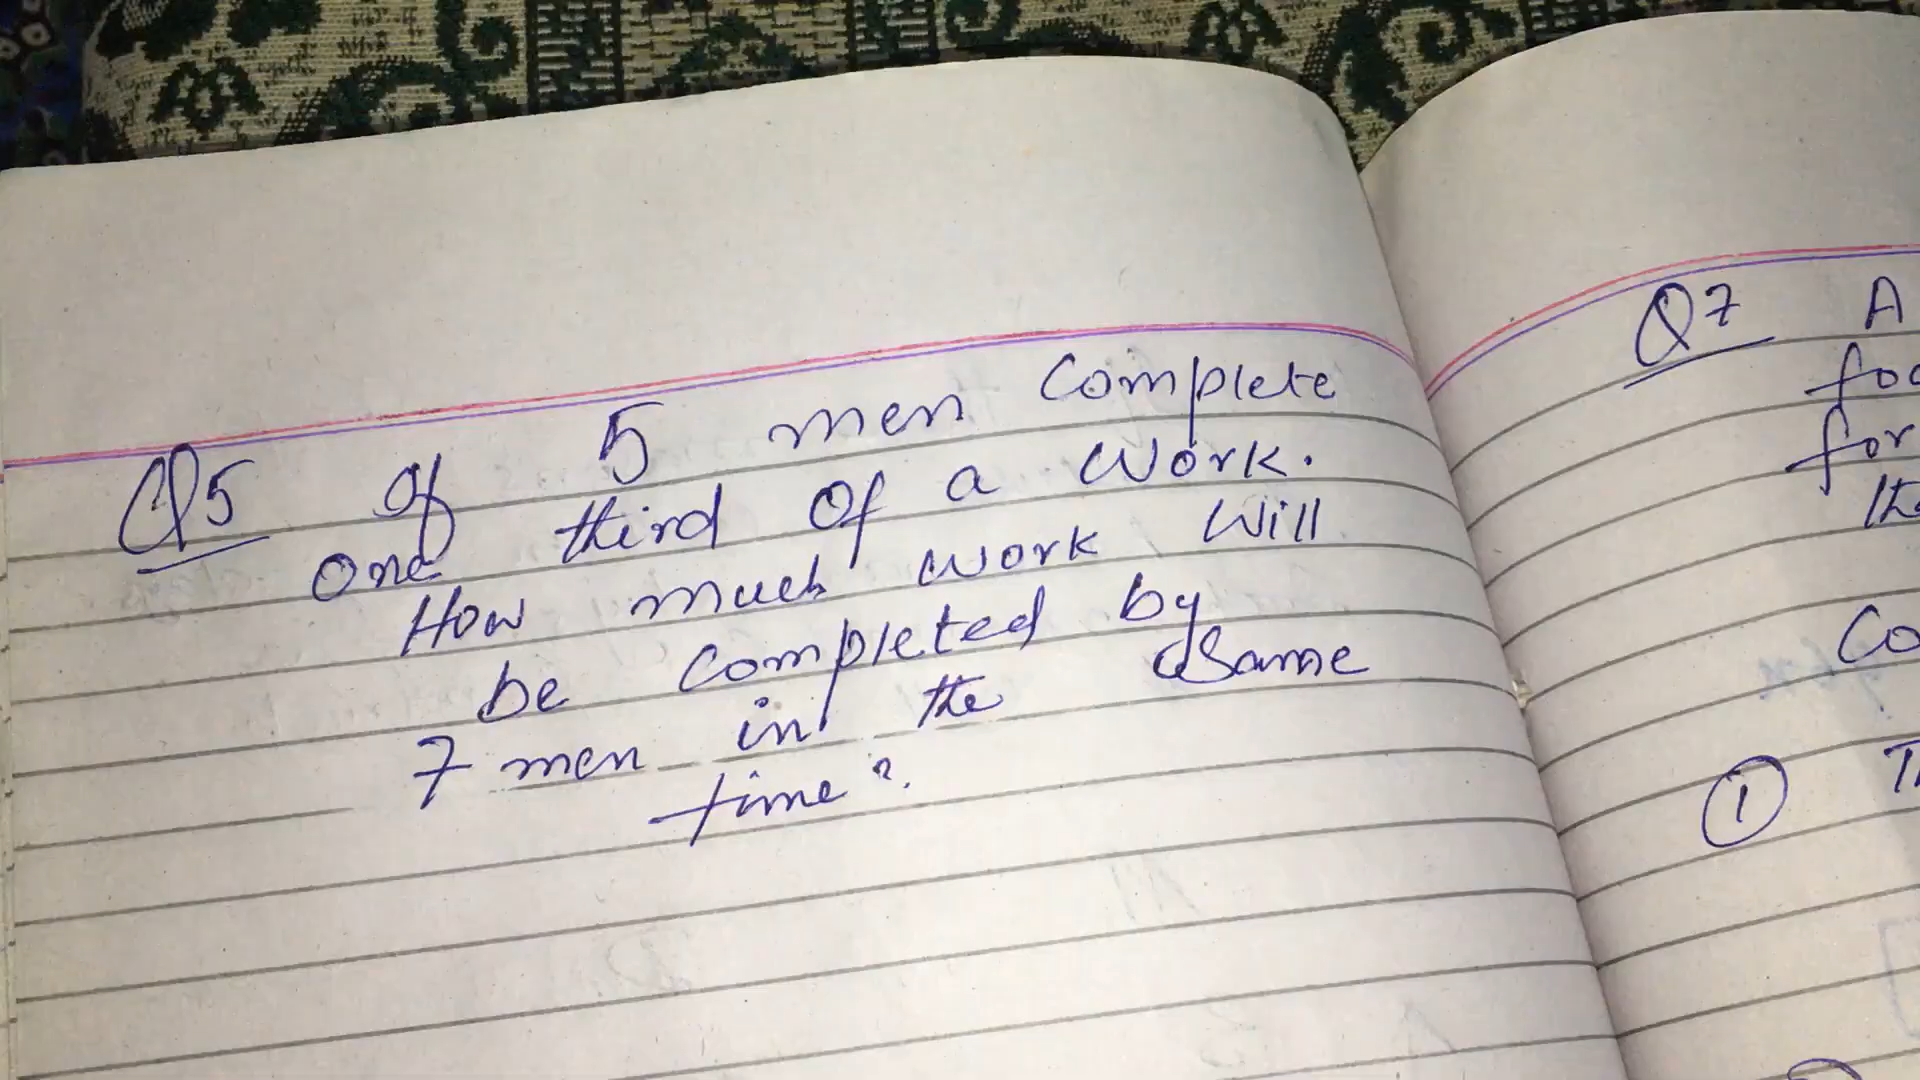 Q5 If 5 men complete
one third of a work.
How much work will
be completed by
7 men in the same
time?
Q7 A
for
Co
①